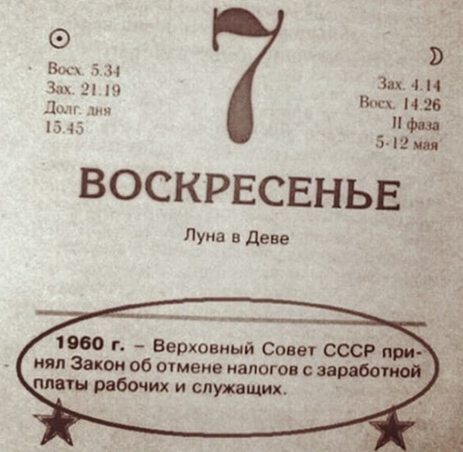 7
Восх. 5.34
Зах. 21.19
Долг. дня
15.45
Зах. 4.14
Восх. 14.26
II фаза
5-12 мая
ВОСКРЕСЕНЬЕ
Луна в Деве
1960 г. – Верховный Совет СССР при-
нял Закон об отмене налогов с заработной
платы рабочих и служащих.